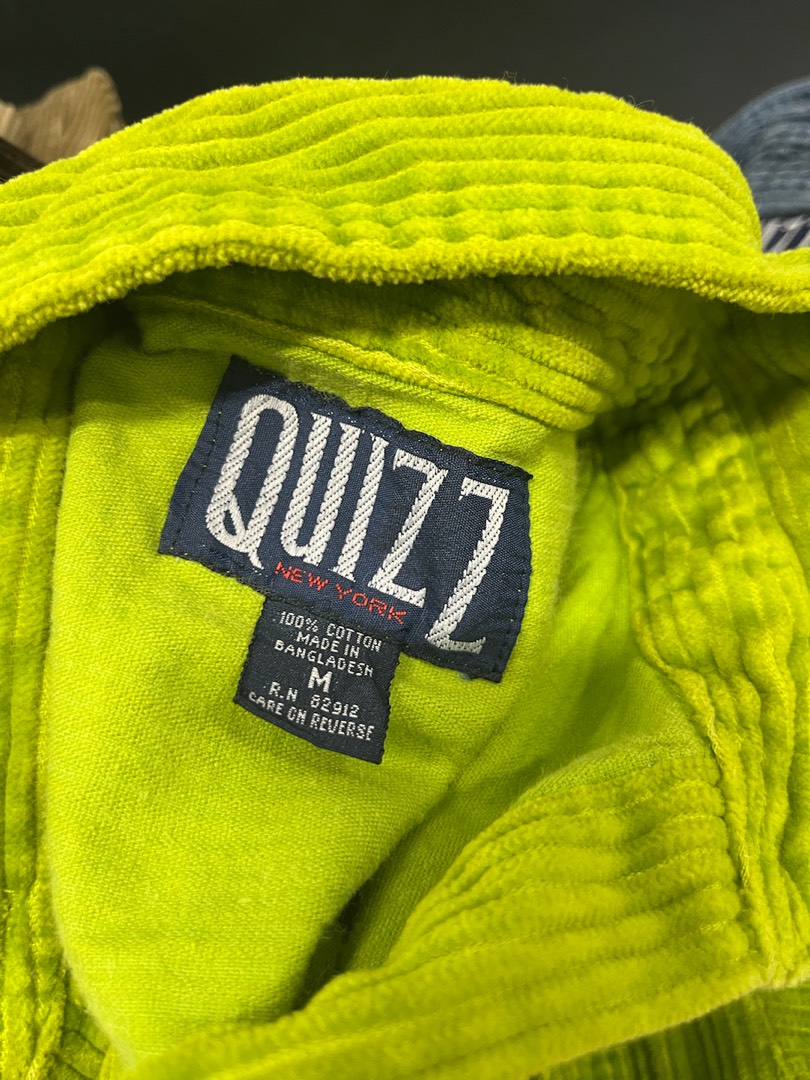 QUIZZ
NEW YORK
100% COTTON
MADE IN
BANGLADESH
M
R.N 82912
CARE ON REVERSE